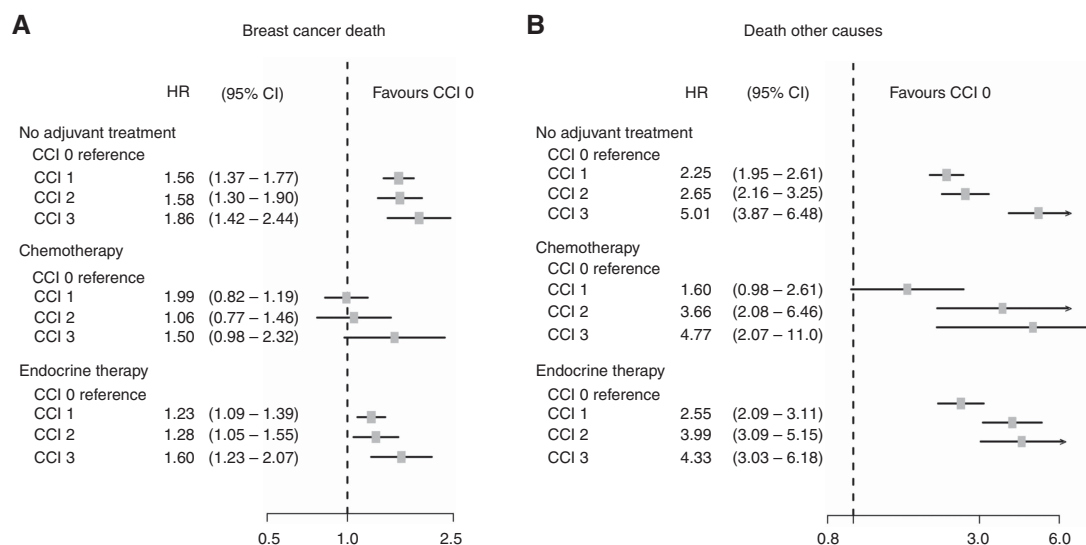 A Breast cancer death
HR (95% CI) Favours CCI 0
No adjuvant treatment
CCI 0 reference
CCI 1 1.56 (1.37 – 1.77)
CCI 2 1.58 (1.30 – 1.90)
CCI 3 1.86 (1.42 – 2.44)
Chemotherapy
CCI 0 reference
CCI 1 1.99 (0.82 – 1.19)
CCI 2 1.06 (0.77 – 1.46)
CCI 3 1.50 (0.98 – 2.32)
Endocrine therapy
CCI 0 reference
CCI 1 1.23 (1.09 – 1.39)
CCI 2 1.28 (1.05 – 1.55)
CCI 3 1.60 (1.23 – 2.07)
0.5 1.0 2.5
B Death other causes
HR (95% CI) Favours CCI 0
No adjuvant treatment
CCI 0 reference
CCI 1 2.25 (1.95 – 2.61)
CCI 2 2.65 (2.16 – 3.25)
CCI 3 5.01 (3.87 – 6.48)
Chemotherapy
CCI 0 reference
CCI 1 1.60 (0.98 – 2.61)
CCI 2 3.66 (2.08 – 6.46)
CCI 3 4.77 (2.07 – 11.0)
Endocrine therapy
CCI 0 reference
CCI 1 2.55 (2.09 – 3.11)
CCI 2 3.99 (3.09 – 5.15)
CCI 3 4.33 (3.03 – 6.18)
0.8 3.0 6.0